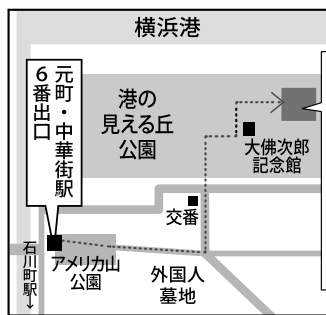 横浜港
元町・中華街駅
6番出口
港の
見える丘
公園
大佛次郎
記念館
交番
アメリカ山
公園
外国人
墓地
石川町駅→